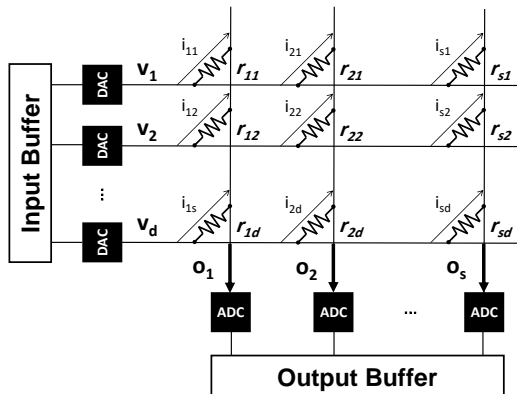 i11 i21 is1
DAC v1 r11 r21 rs1
i12 i22 is2
DAC v2 r12 r22 rs2
Input Buffer
...
i1s i2d isd
DAC vd r1d r2d rsd
o1 o2 os
ADC ADC ... ADC
Output Buffer